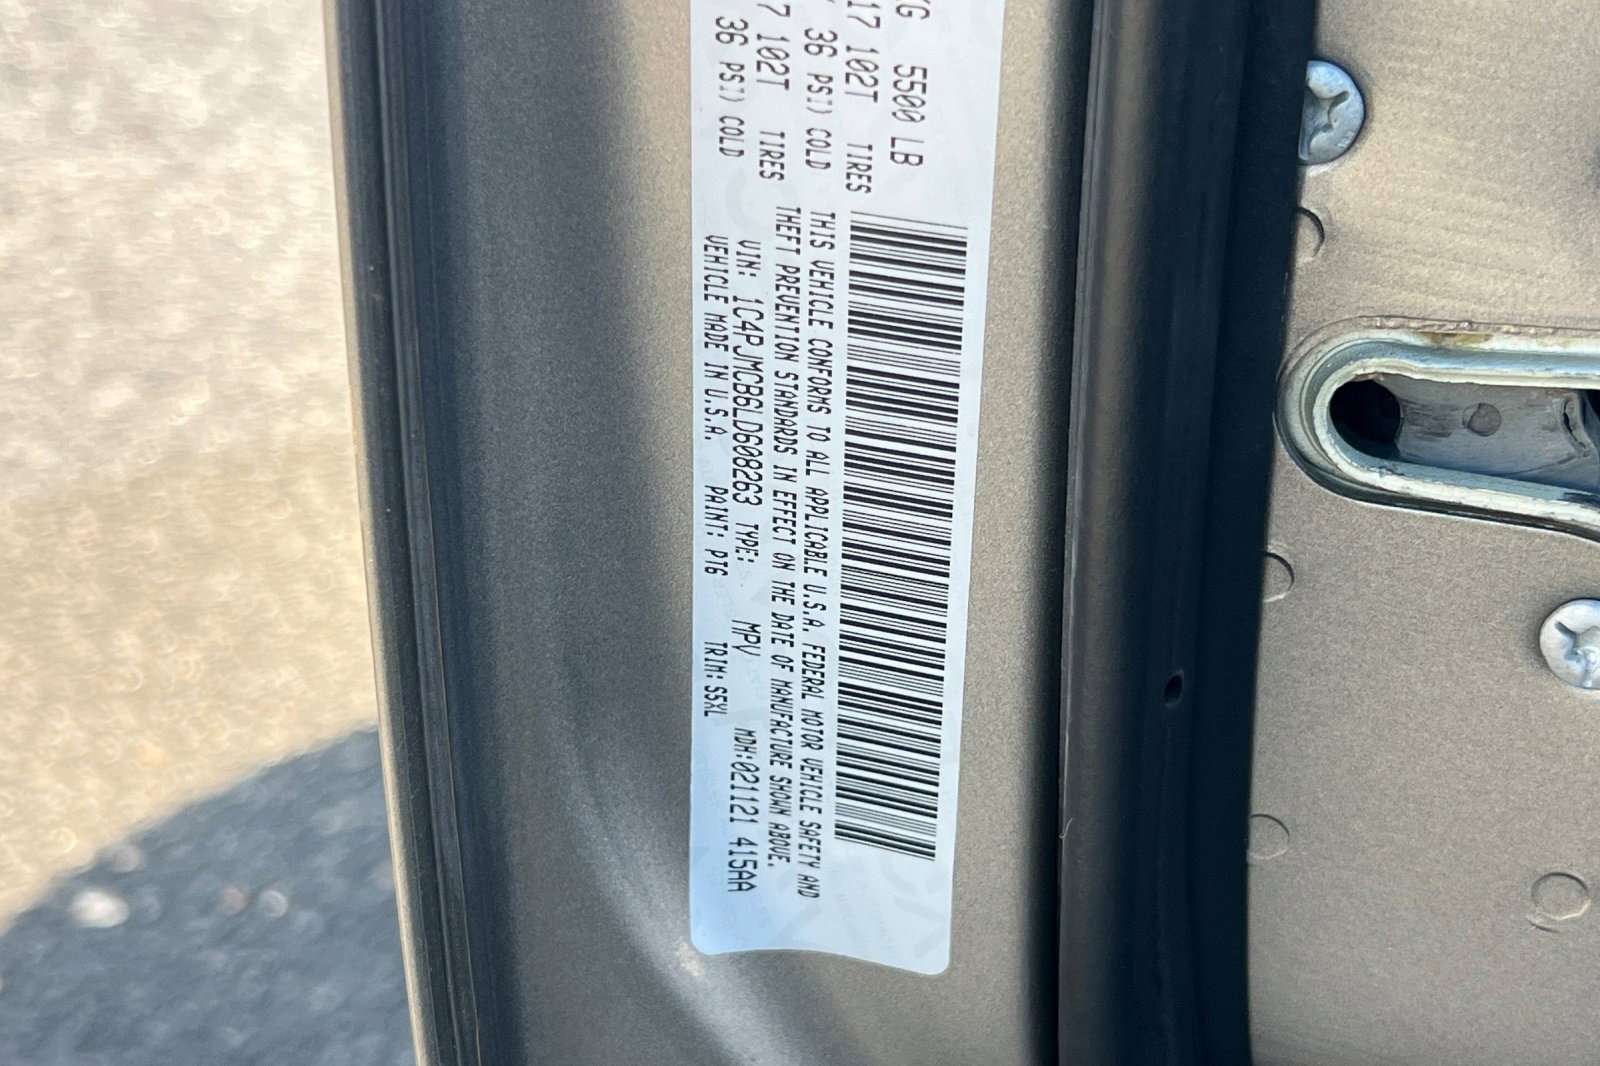 YG 5500 LB
17 102T TIRES
36 PSI) COLD
7 102T TIRES
36 PSI) COLD
THIS VEHICLE CONFORMS TO ALL APPLICABLE U.S.A. FEDERAL MOTOR VEHICLE SAFETY AND
THEFT PREVENTION STANDARDS IN EFFECT ON THE DATE OF MANUFACTURE SHOWN ABOVE.
VIN: 1C4PJMCB6LD608263 TYPE: MPV MDH:021121 415AA
VEHICLE MADE IN U.S.A. PAINT: PT6 TRIM: S5XL